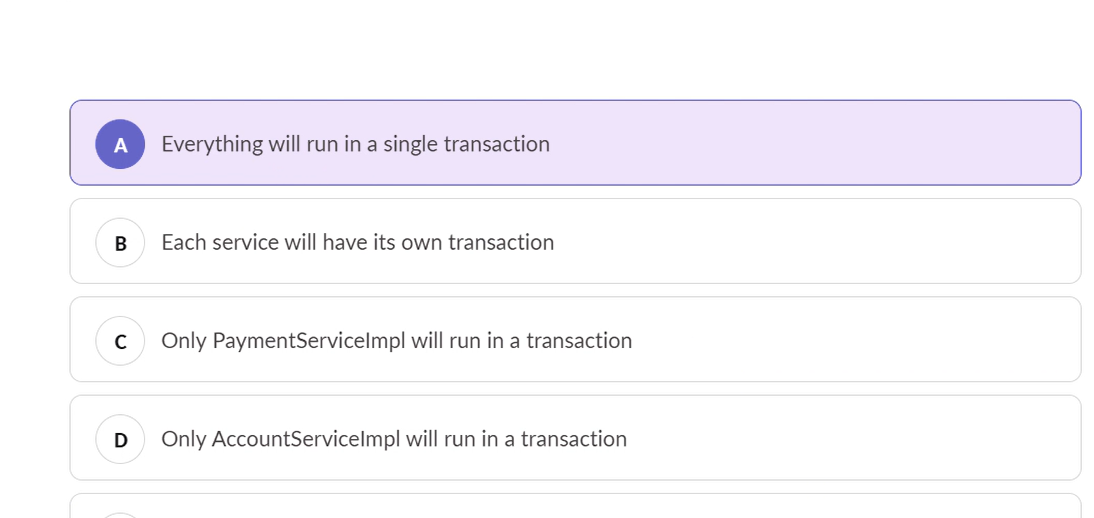 A Everything will run in a single transaction
B Each service will have its own transaction
C Only PaymentServiceImpl will run in a transaction
D Only AccountServiceImpl will run in a transaction